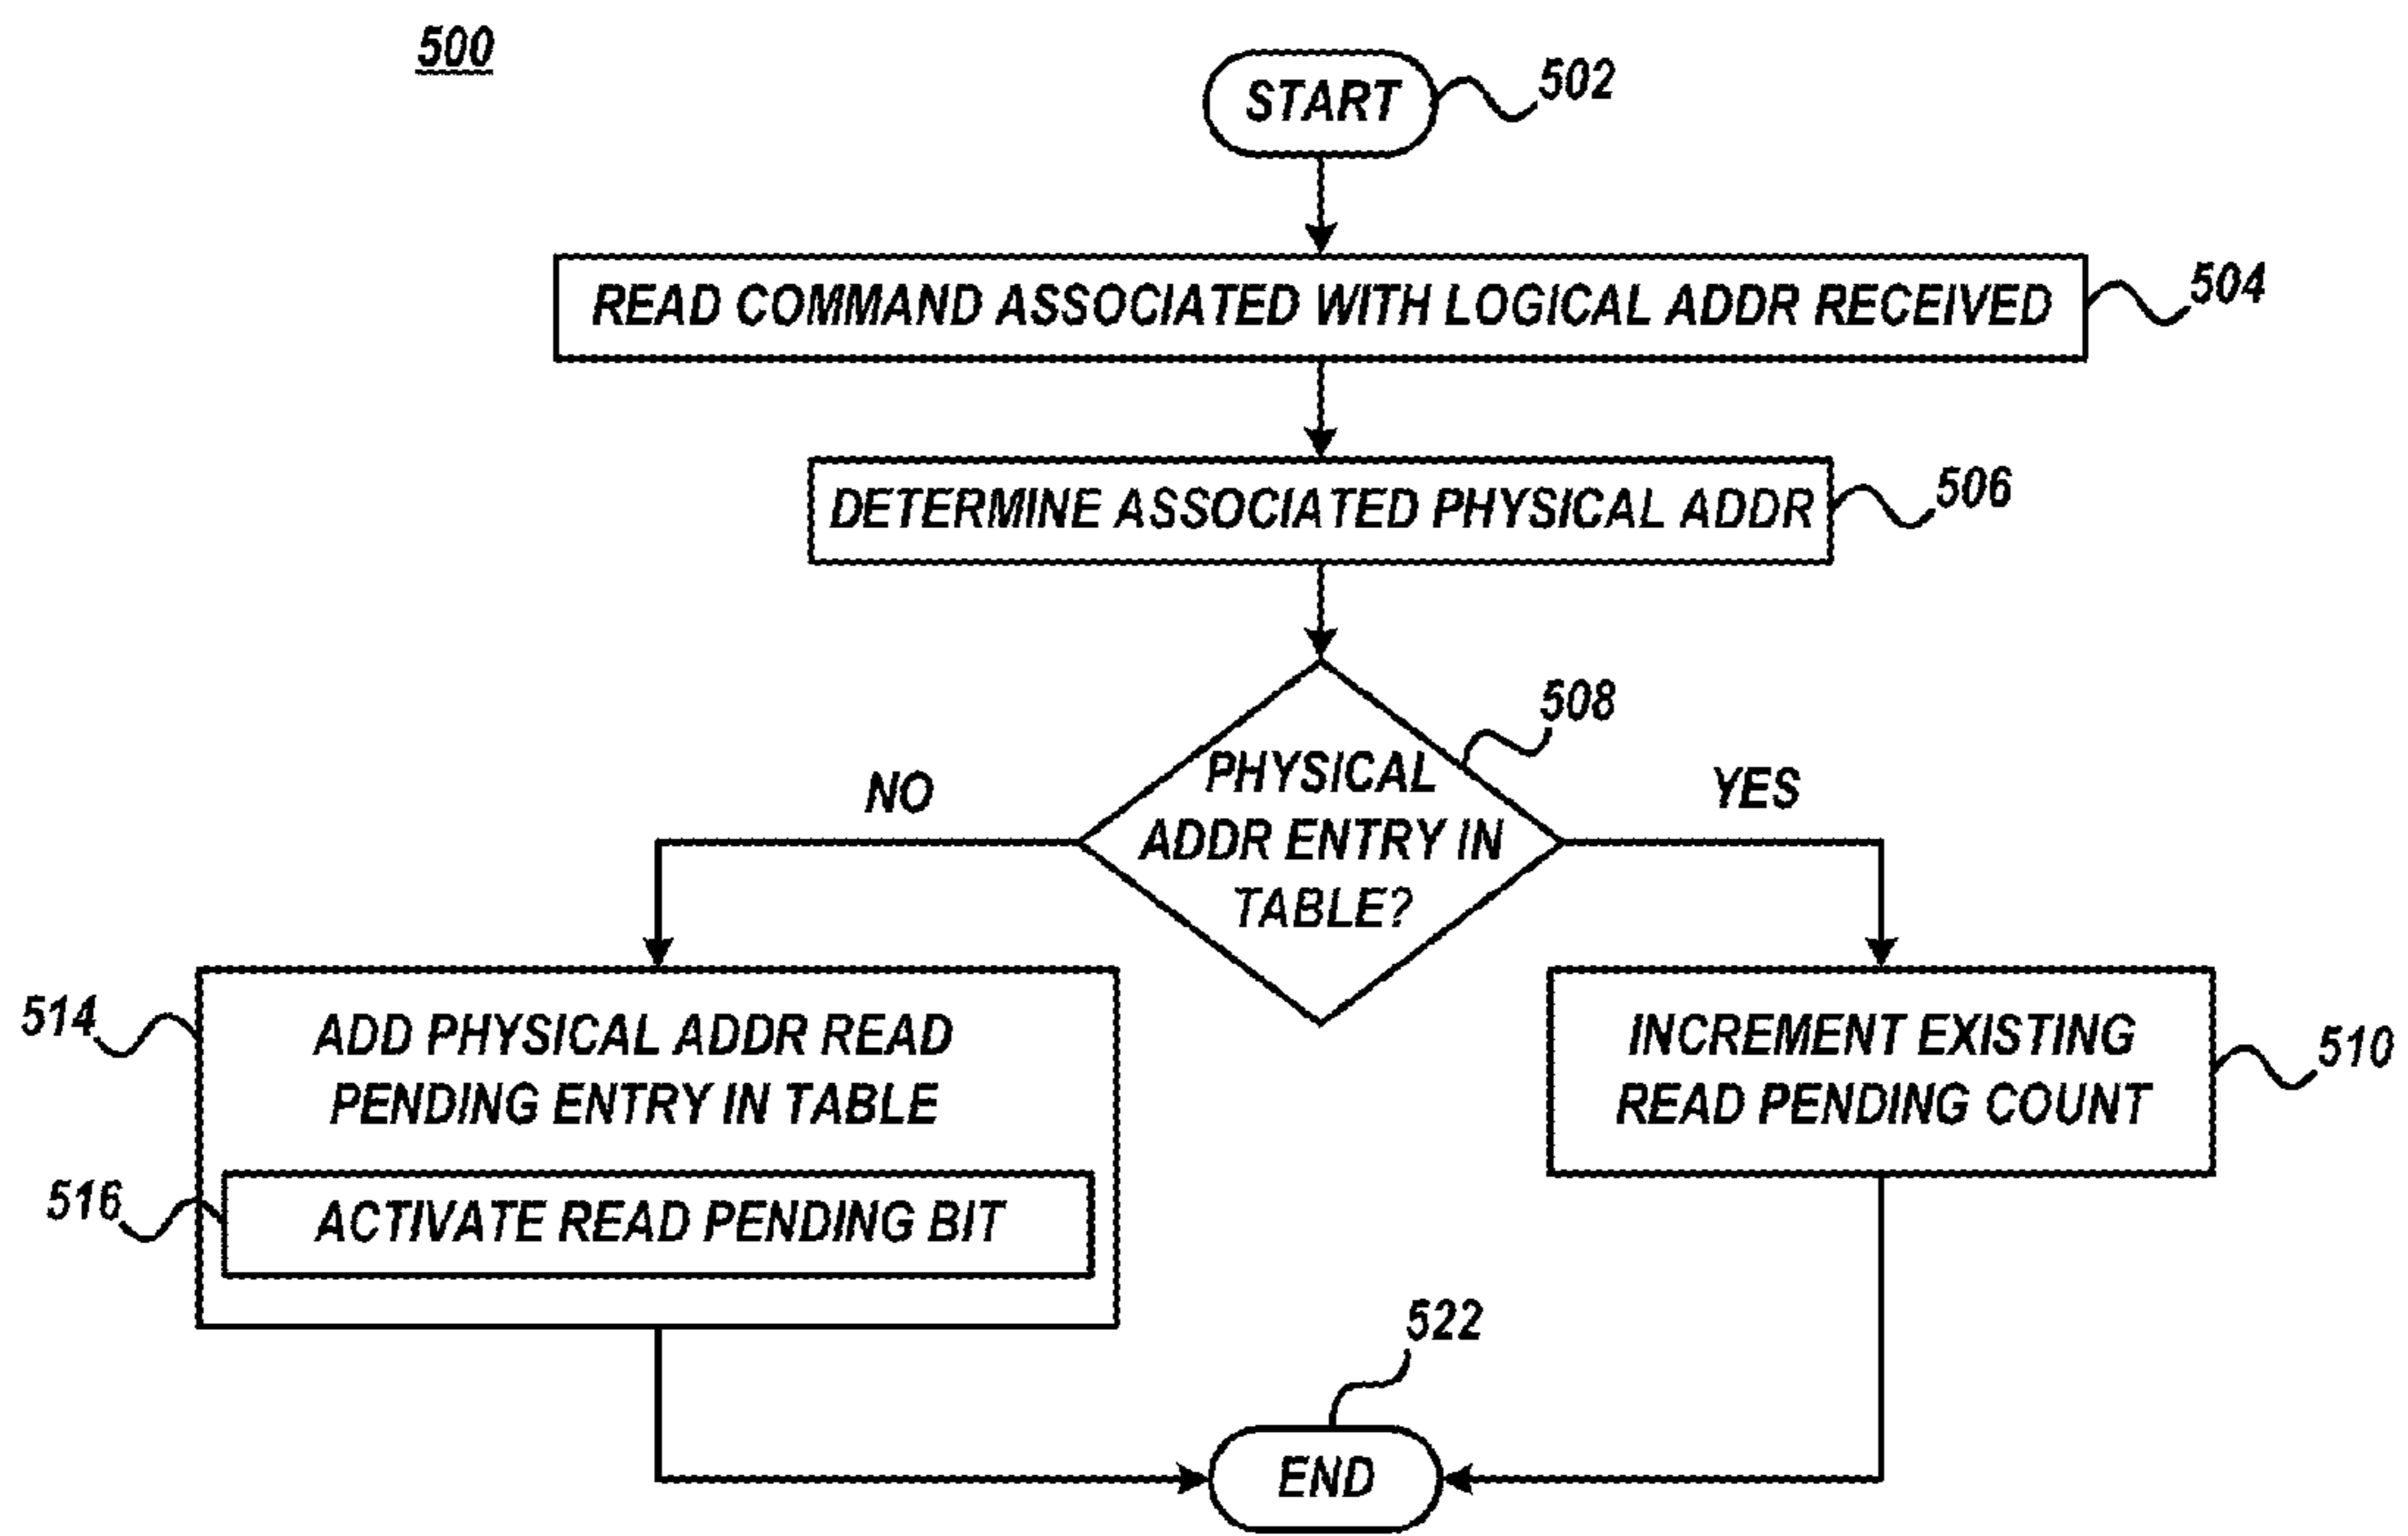 500
START
502
READ COMMAND ASSOCIATED WITH LOGICAL ADDR RECEIVED
504
DETERMINE ASSOCIATED PHYSICAL ADDR
506
508
PHYSICAL
ADDR ENTRY IN
TABLE?
NO
YES
514
ADD PHYSICAL ADDR READ
PENDING ENTRY IN TABLE
516
ACTIVATE READ PENDING BIT
INCREMENT EXISTING
READ PENDING COUNT
510
522
END